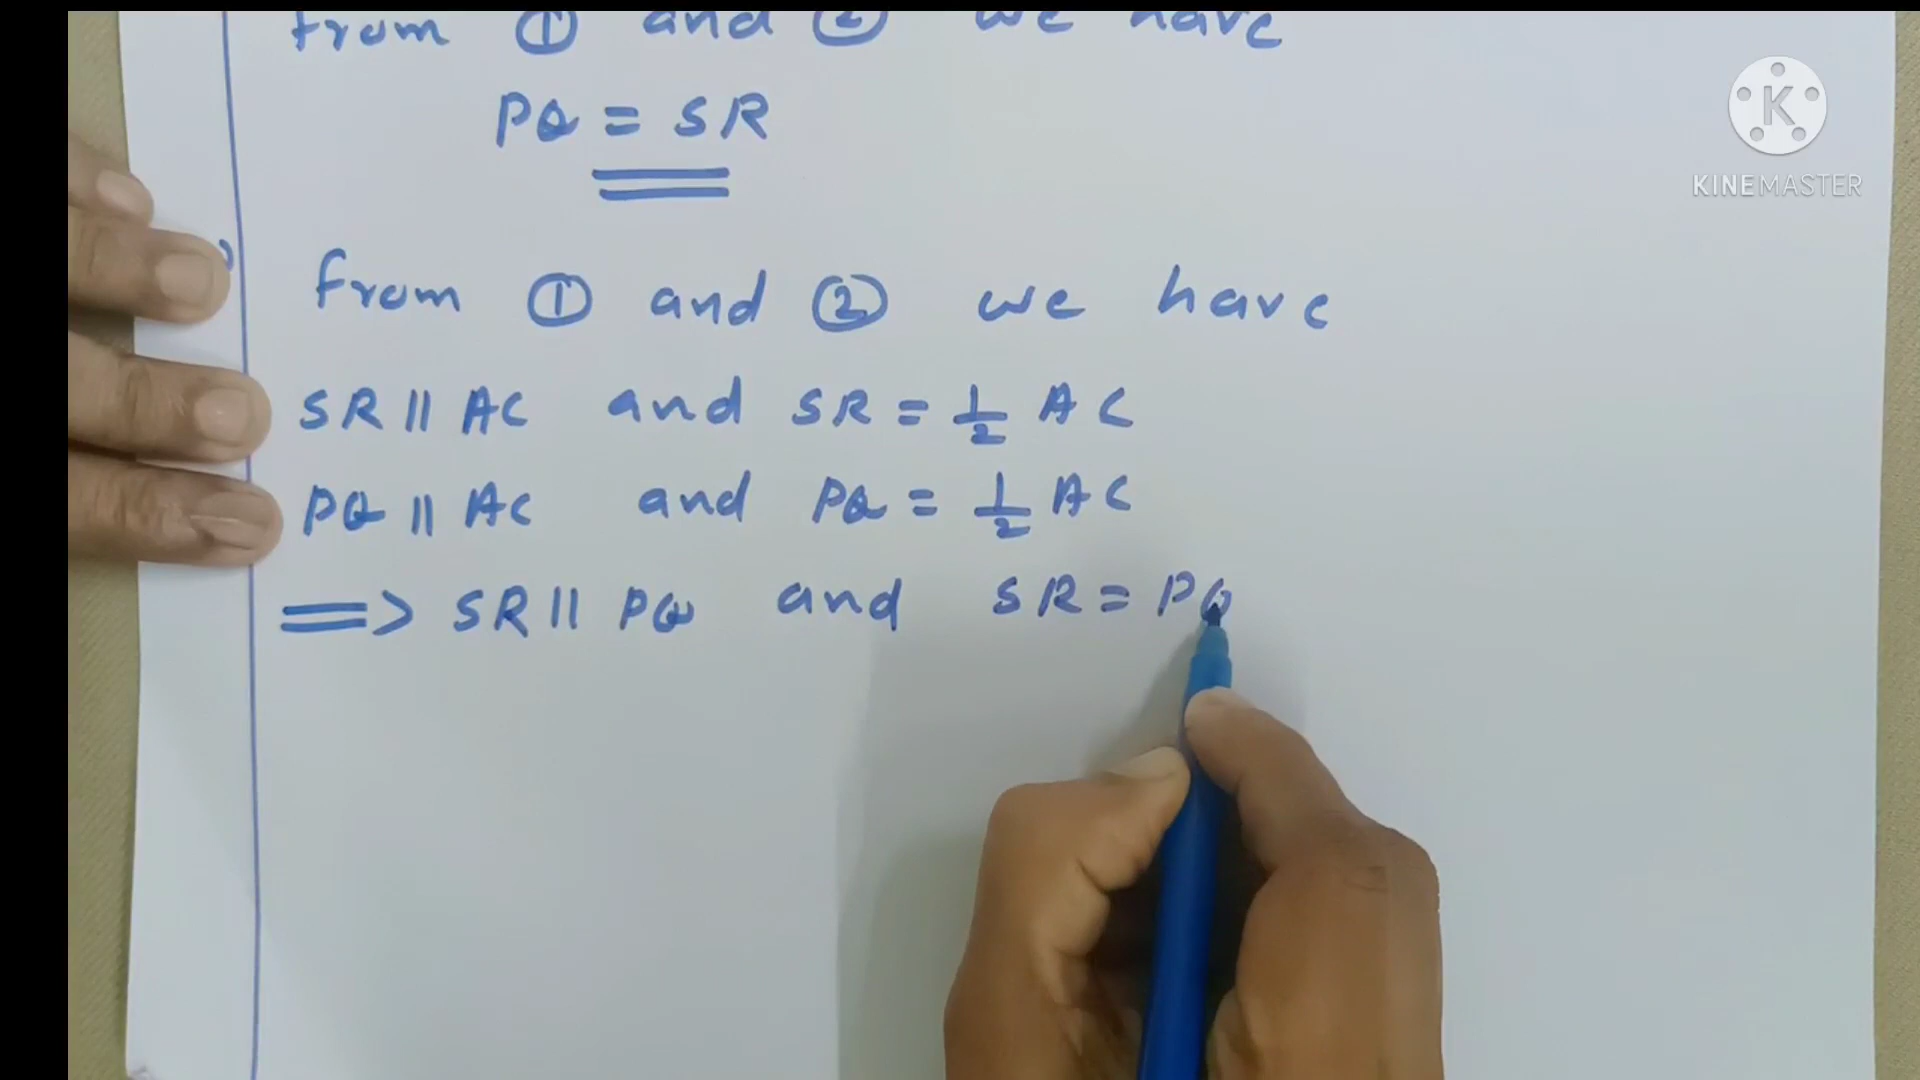 from ① and ② we have
PQ = SR
from ① and ② we have
SR || AC and SR = 1/2 AC
PQ || AC and PQ = 1/2 AC
=> SR || PQ and SR = PQ
K
KINEMASTER